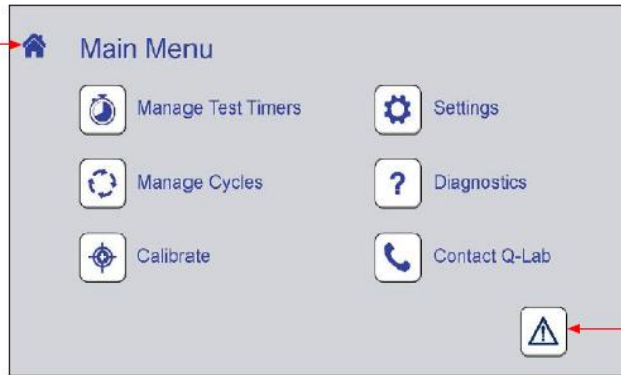 Main Menu
Manage Test Timers
Settings
Manage Cycles
? Diagnostics
Calibrate
Contact Q-Lab